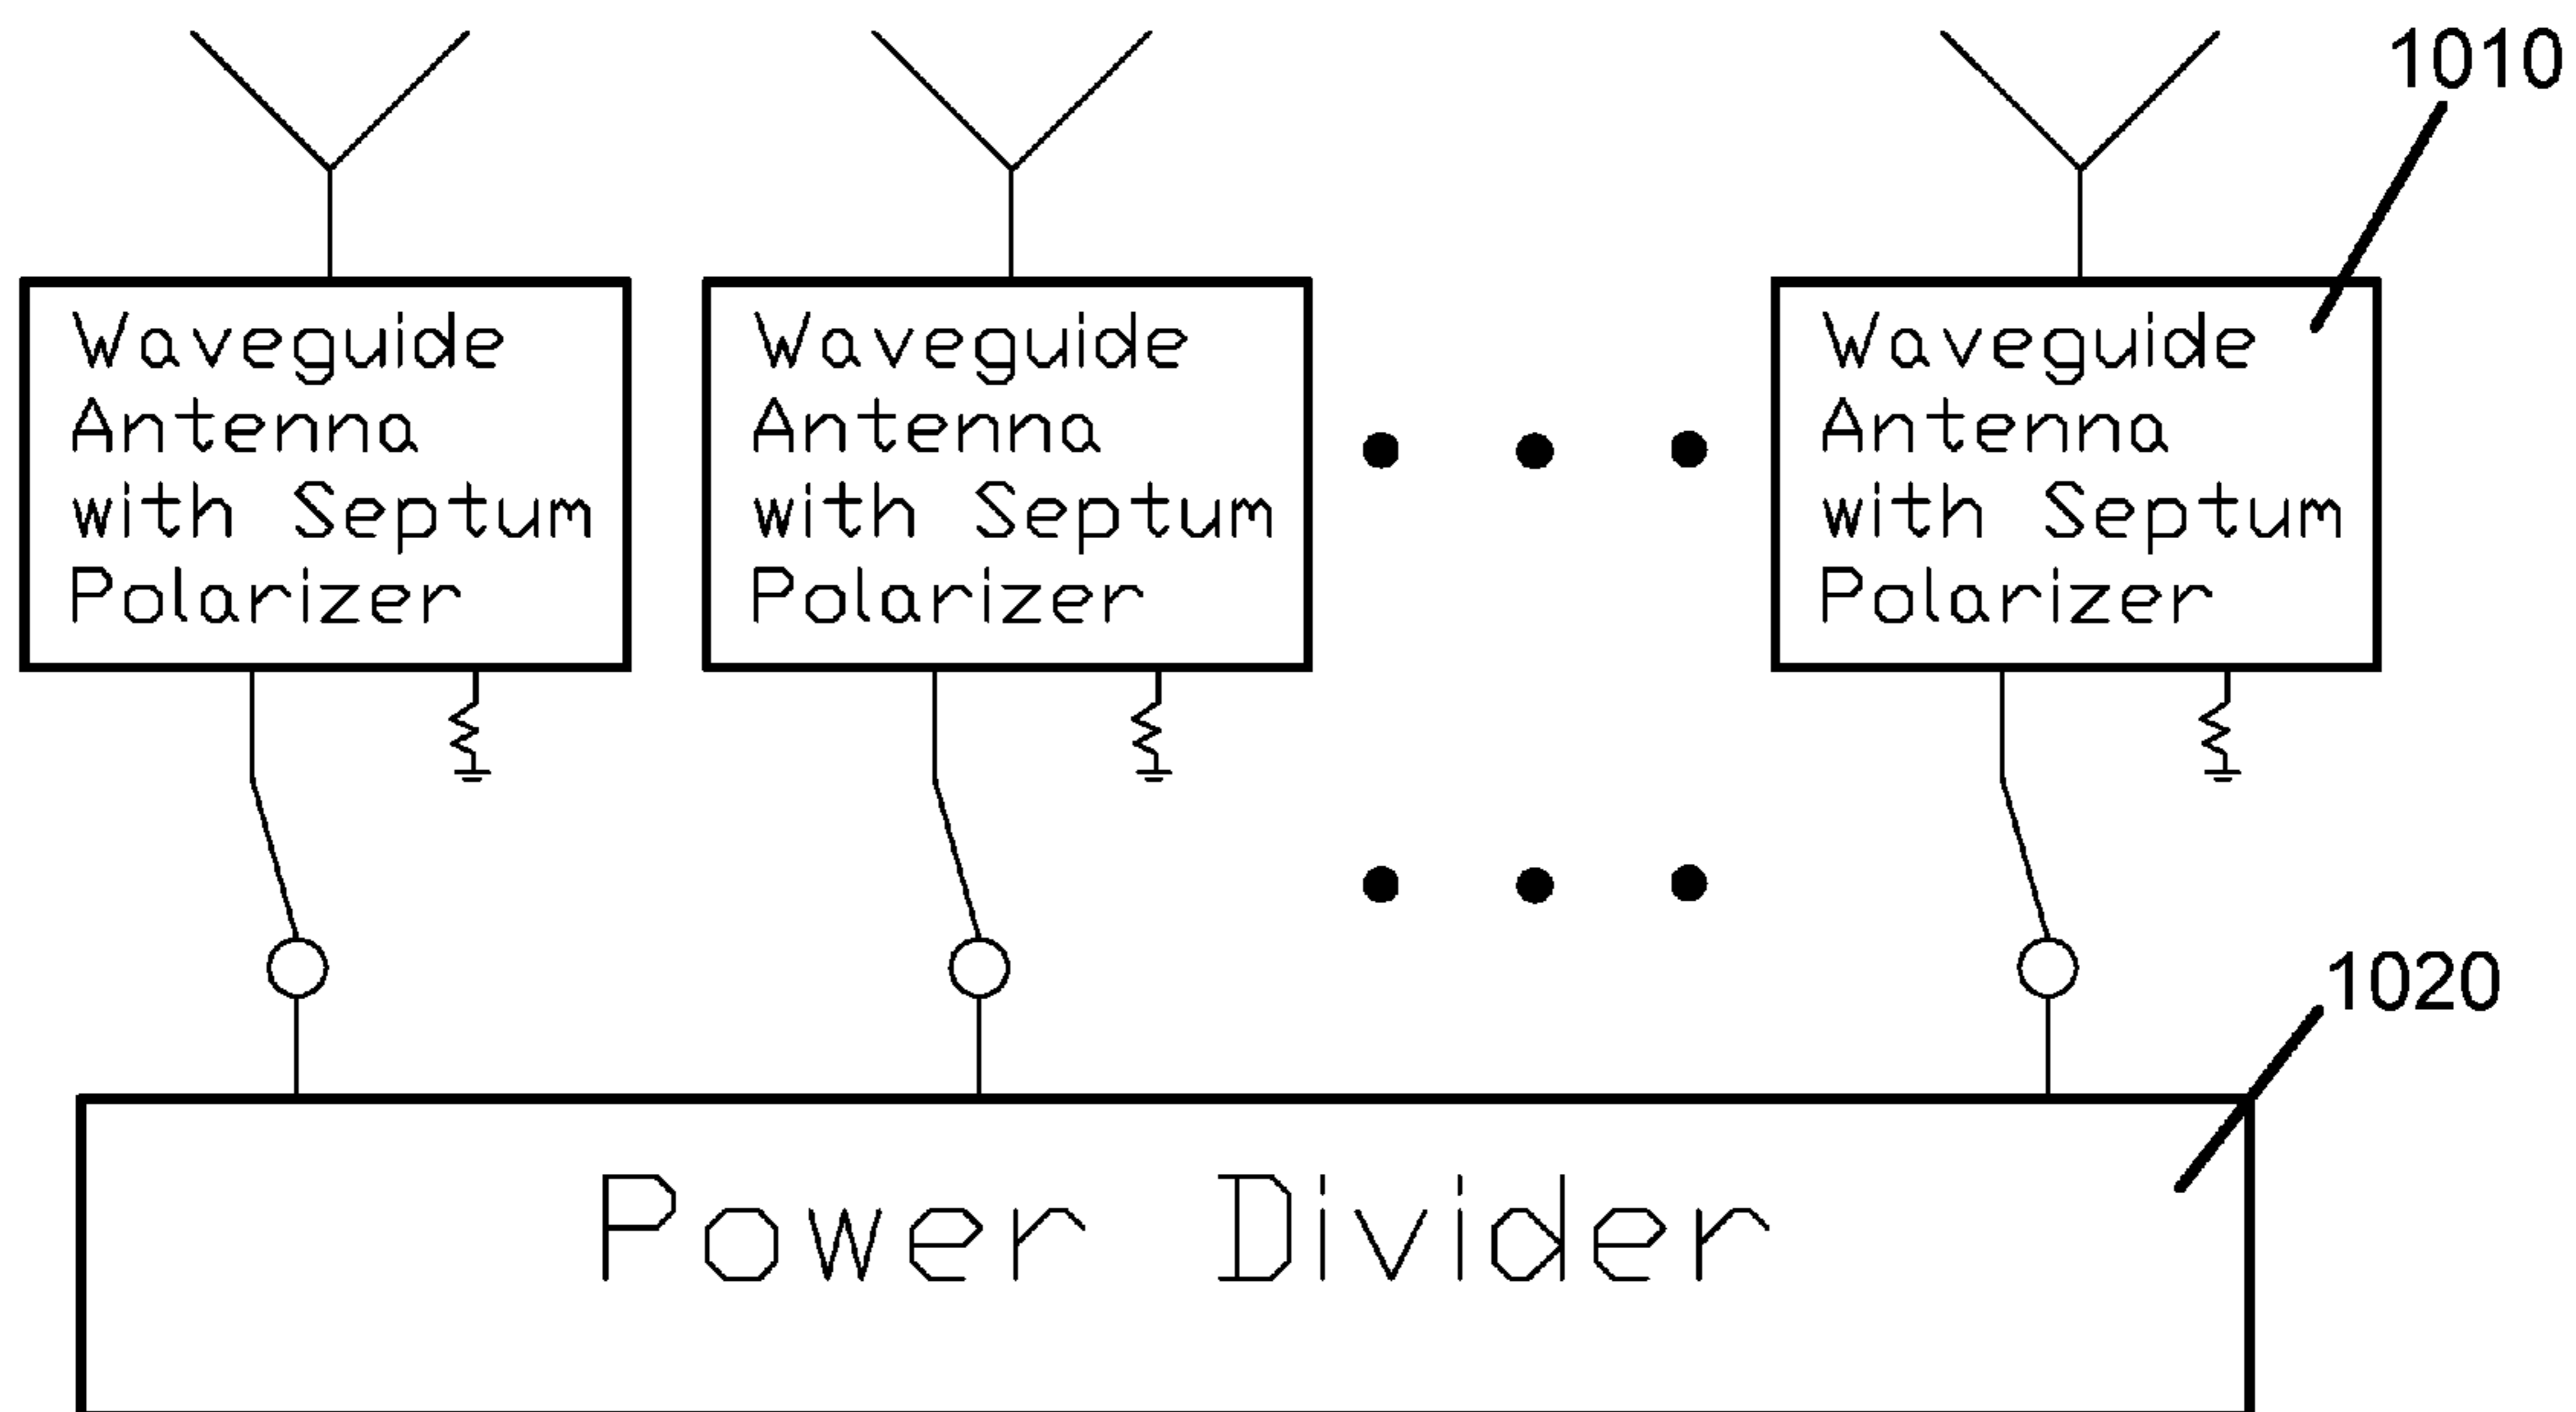 1010
Waveguide
Antenna
with Septum
Polarizer
Waveguide
Antenna
with Septum
Polarizer
Waveguide
Antenna
with Septum
Polarizer
1020
Power Divider